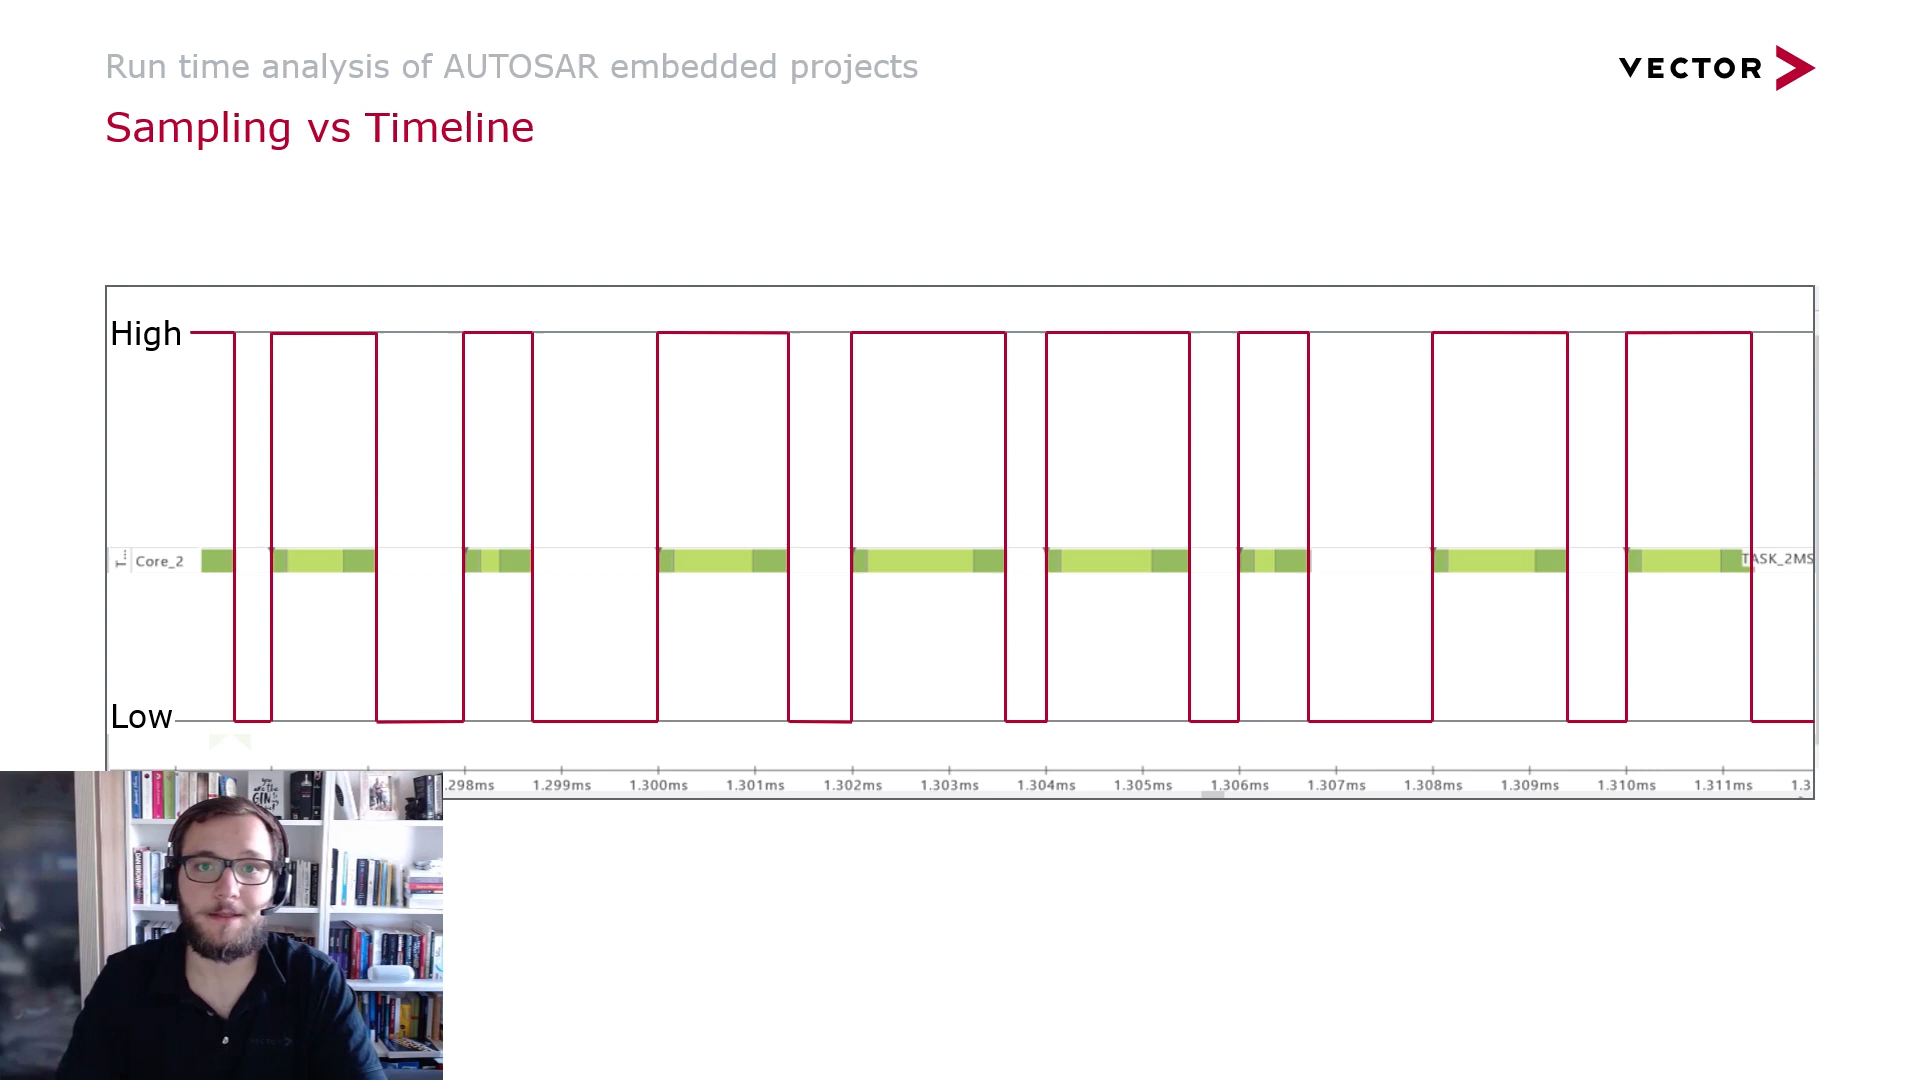 Run time analysis of AUTOSAR embedded projects
VECTOR
Sampling vs Timeline
High
T...
Core_2
TASK_2MS
Low
.298ms 1.299ms 1.300ms 1.301ms 1.302ms 1.303ms 1.304ms 1.305ms 1.306ms 1.307ms 1.308ms 1.309ms 1.310ms 1.311ms 1.3
GIN
VECTOR